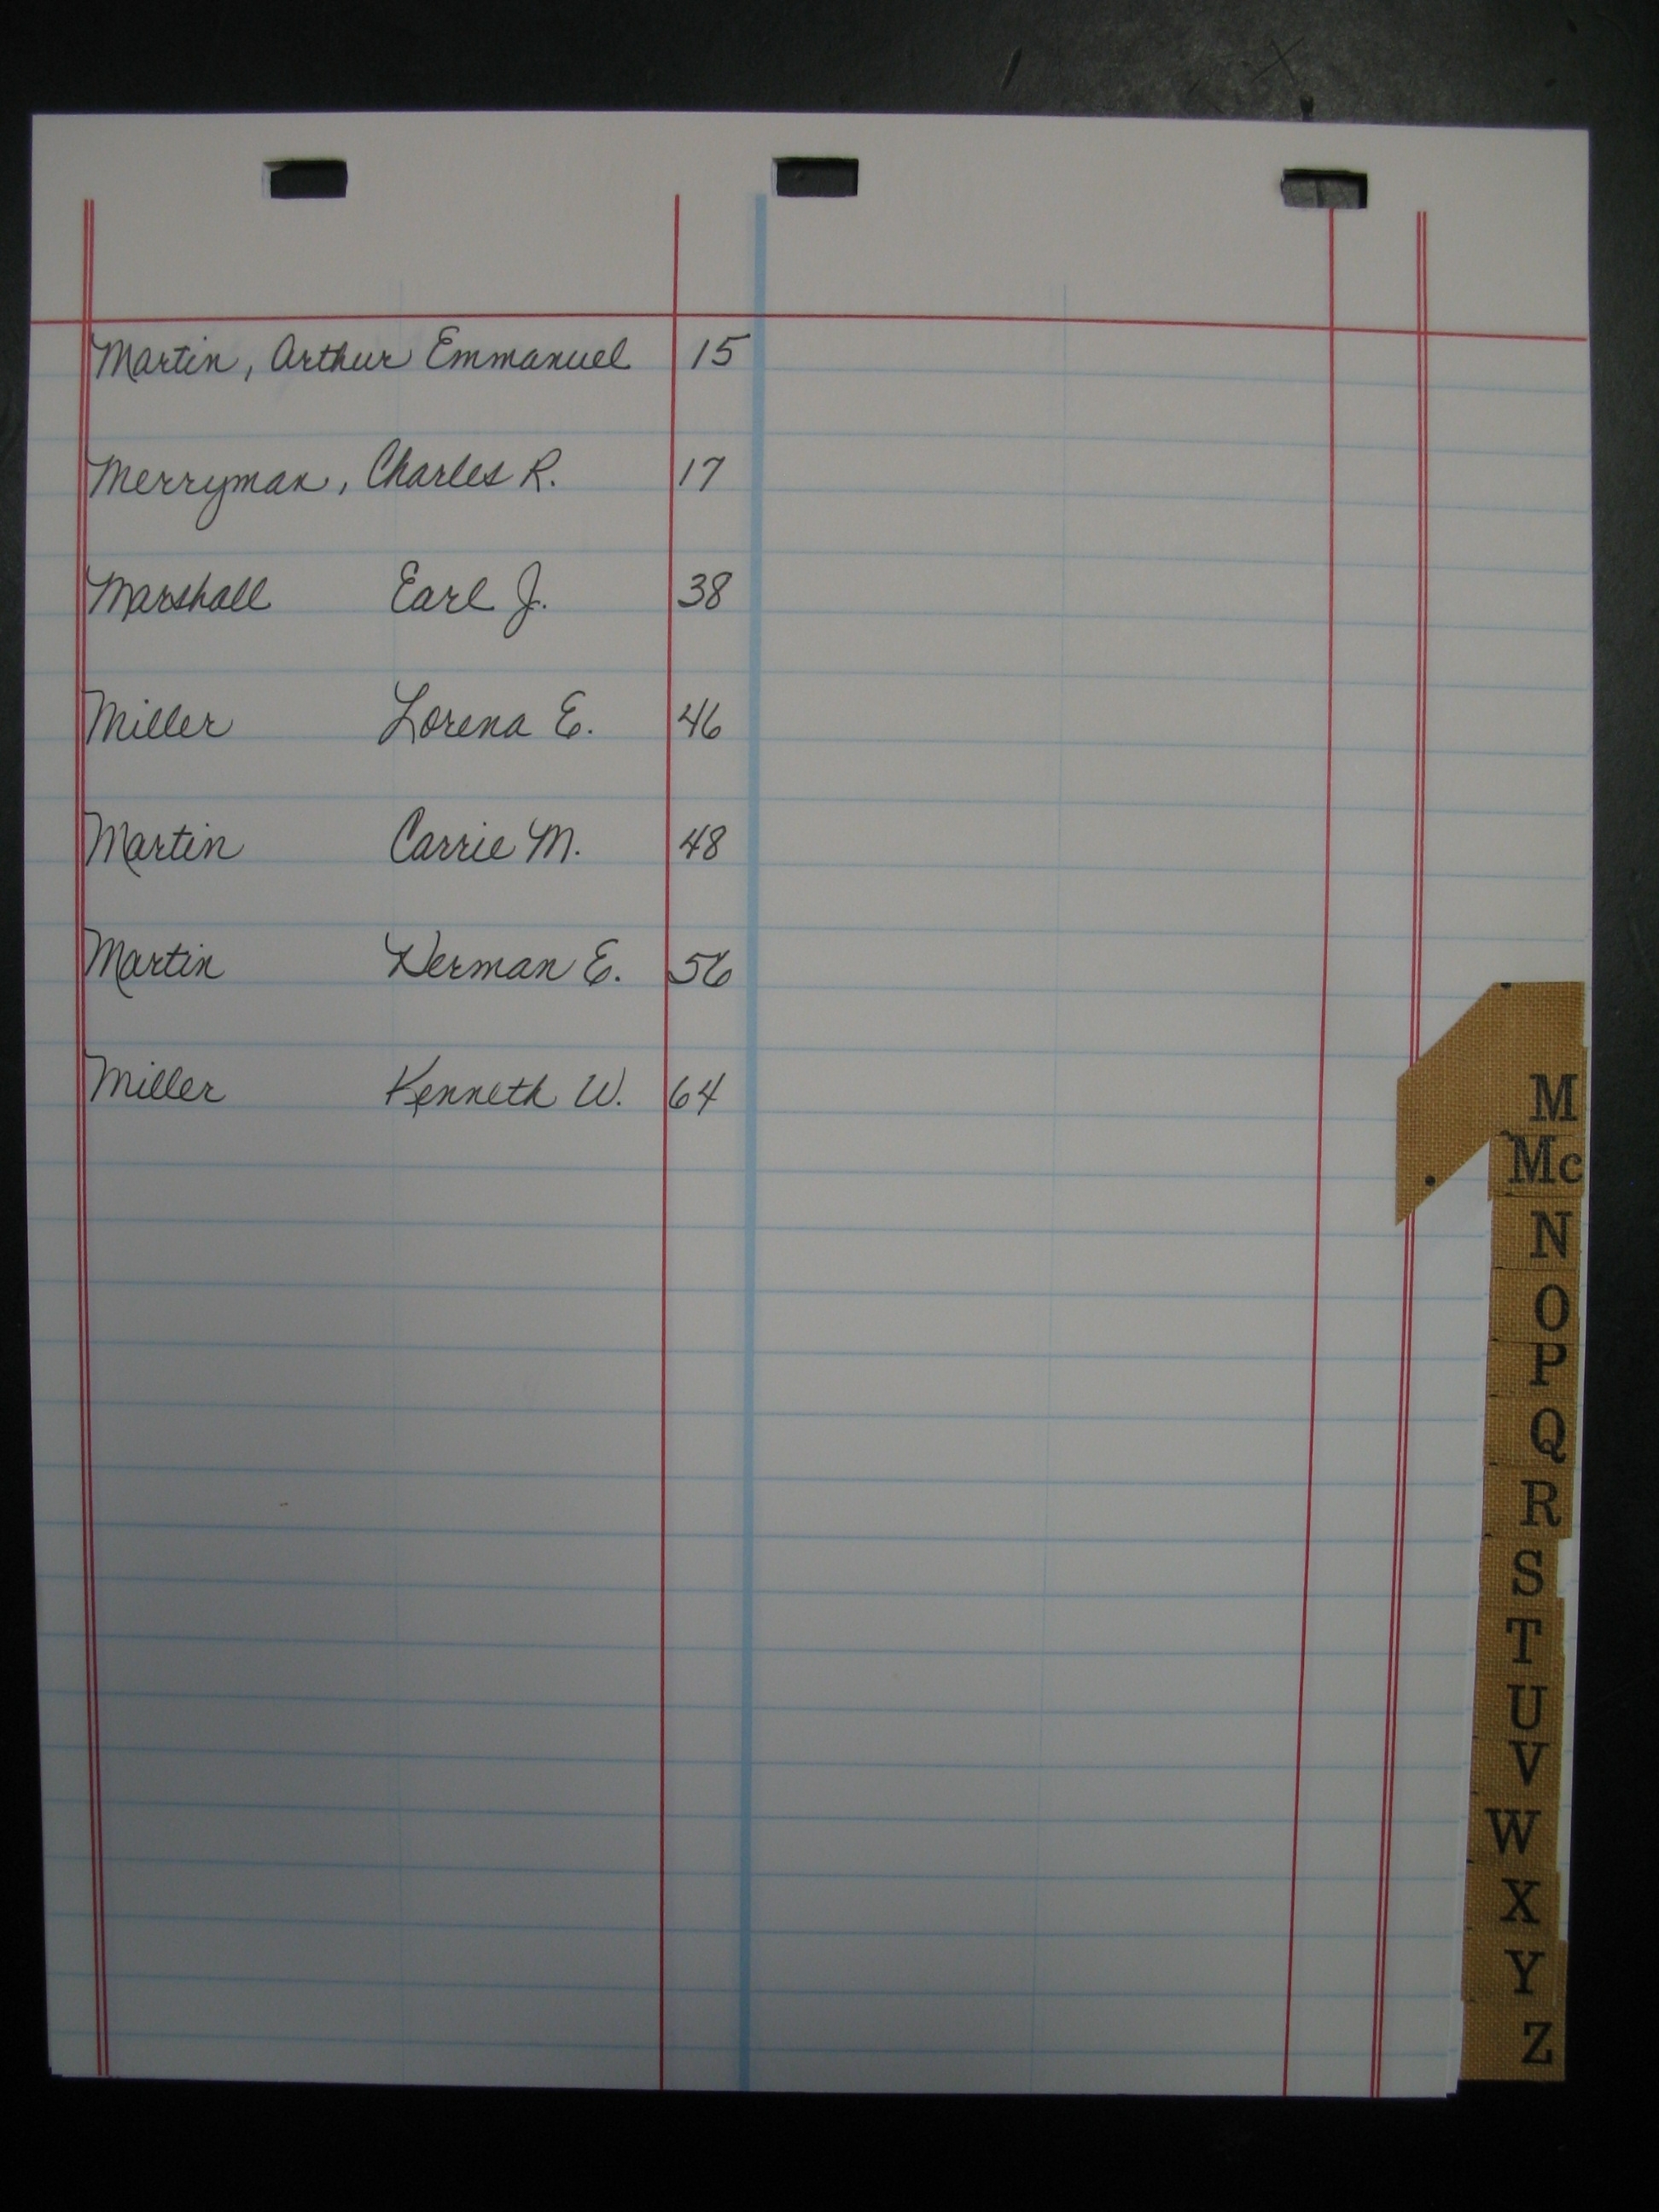 Martin, Arthur Emmanuel 15
Merryman, Charles R. 17
Marshall Earl J. 38
Miller Lorena E. 46
Martin Carrie M. 48
Martin Herman E. 56
Miller Kenneth W. 64
M
Mc
N
O
P
Q
R
S
T
U
V
W
X
Y
Z